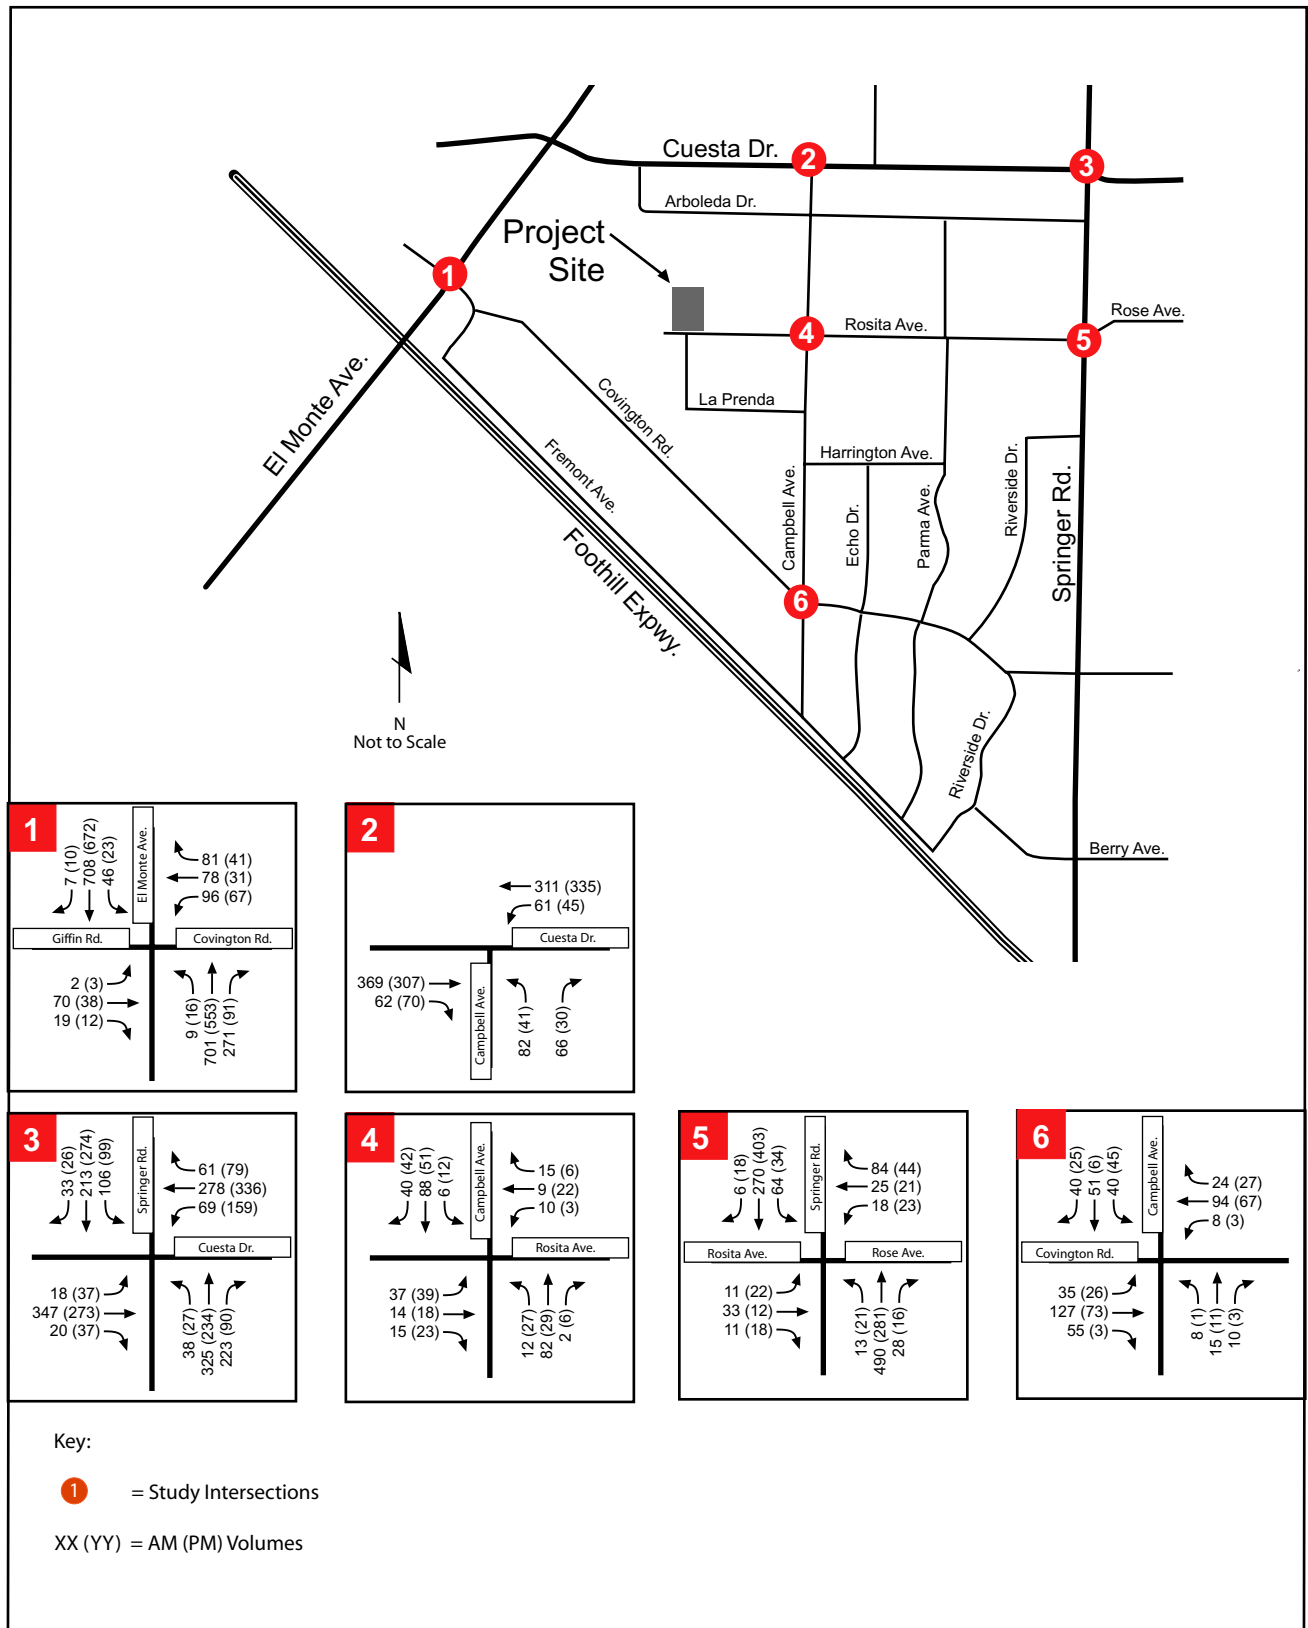 Cuesta Dr.
2
3
Arboleda Dr.
Project
Site
1
4
Rosita Ave.
Rose Ave.
5
El Monte Ave.
Covington Rd.
La Prenda
Fremont Ave.
Harrington Ave.
Campbell Ave.
Echo Dr.
Parma Ave.
Riverside Dr.
Springer Rd.
Foothill Expwy.
6
N
Not to Scale
Riverside Dr.
Berry Ave.
1
7 (10)
708 (672)
46 (23)
El Monte Ave.
81 (41)
78 (31)
96 (67)
Giffin Rd.
Covington Rd.
2 (3)
70 (38)
19 (12)
9 (16)
701 (553)
271 (91)
2
311 (335)
61 (45)
Cuesta Dr.
369 (307)
62 (70)
Campbell Ave.
82 (41)
66 (30)
3
33 (26)
213 (274)
106 (99)
Springer Rd.
61 (79)
278 (336)
69 (159)
Cuesta Dr.
18 (37)
347 (273)
20 (37)
38 (27)
325 (234)
223 (90)
4
40 (42)
88 (51)
6 (12)
Campbell Ave.
15 (6)
9 (22)
10 (3)
Rosita Ave.
37 (39)
14 (18)
15 (23)
12 (27)
82 (29)
2 (6)
5
6 (18)
270 (403)
64 (34)
Springer Rd.
84 (44)
25 (21)
18 (23)
Rosita Ave.
Rose Ave.
11 (22)
33 (12)
11 (18)
13 (21)
490 (281)
28 (16)
6
40 (25)
51 (6)
40 (45)
Campbell Ave.
24 (27)
94 (67)
8 (3)
Covington Rd.
35 (26)
127 (73)
55 (3)
8 (1)
15 (11)
10 (3)
Key:
1 = Study Intersections
XX (YY) = AM (PM) Volumes